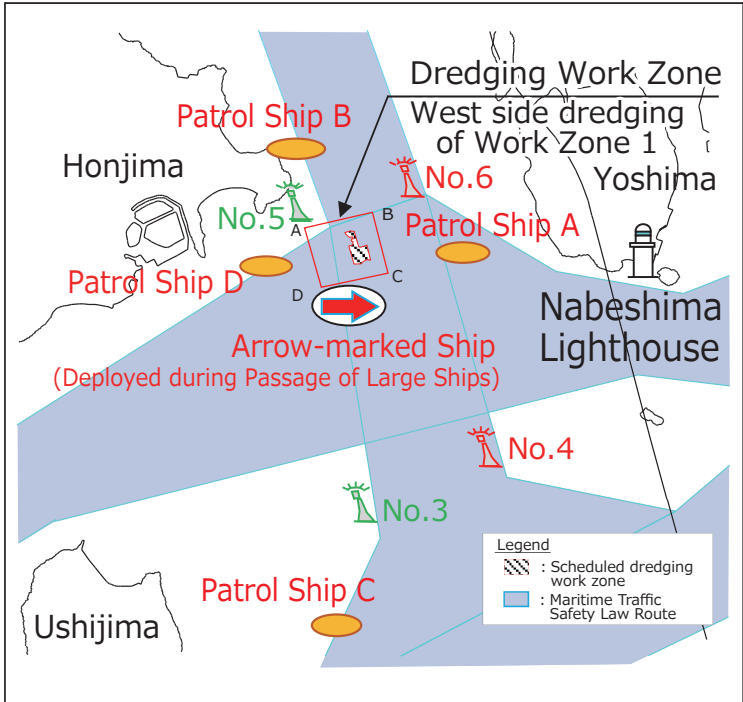 Dredging Work Zone
West side dredging
of Work Zone 1
Patrol Ship B
Honjima
No.6
Yoshima
No.5
A
B
Patrol Ship A
Patrol Ship D
C
D
Nabeshima
Lighthouse
Arrow-marked Ship
(Deployed during Passage of Large Ships)
No.4
No.3
Legend
: Scheduled dredging
work zone
: Maritime Traffic
Safety Law Route
Patrol Ship C
Ushijima